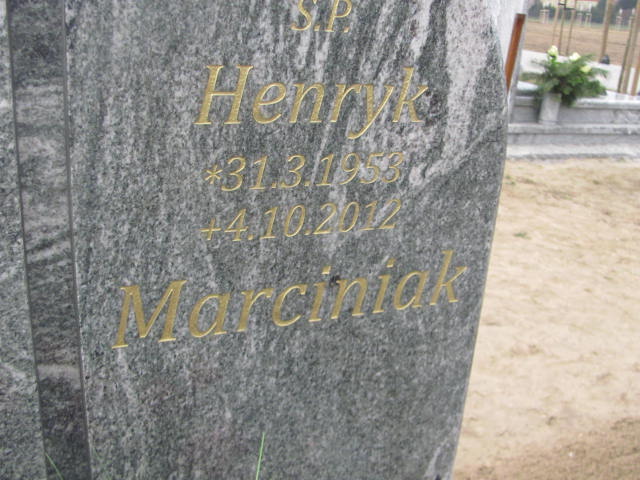 Ś.P.
Henryk
*31.3.1953
+4.10.2012
Marciniak